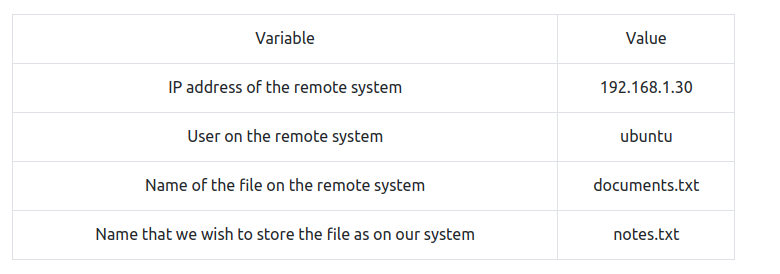 Variable Value
IP address of the remote system 192.168.1.30
User on the remote system ubuntu
Name of the file on the remote system documents.txt
Name that we wish to store the file as on our system notes.txt